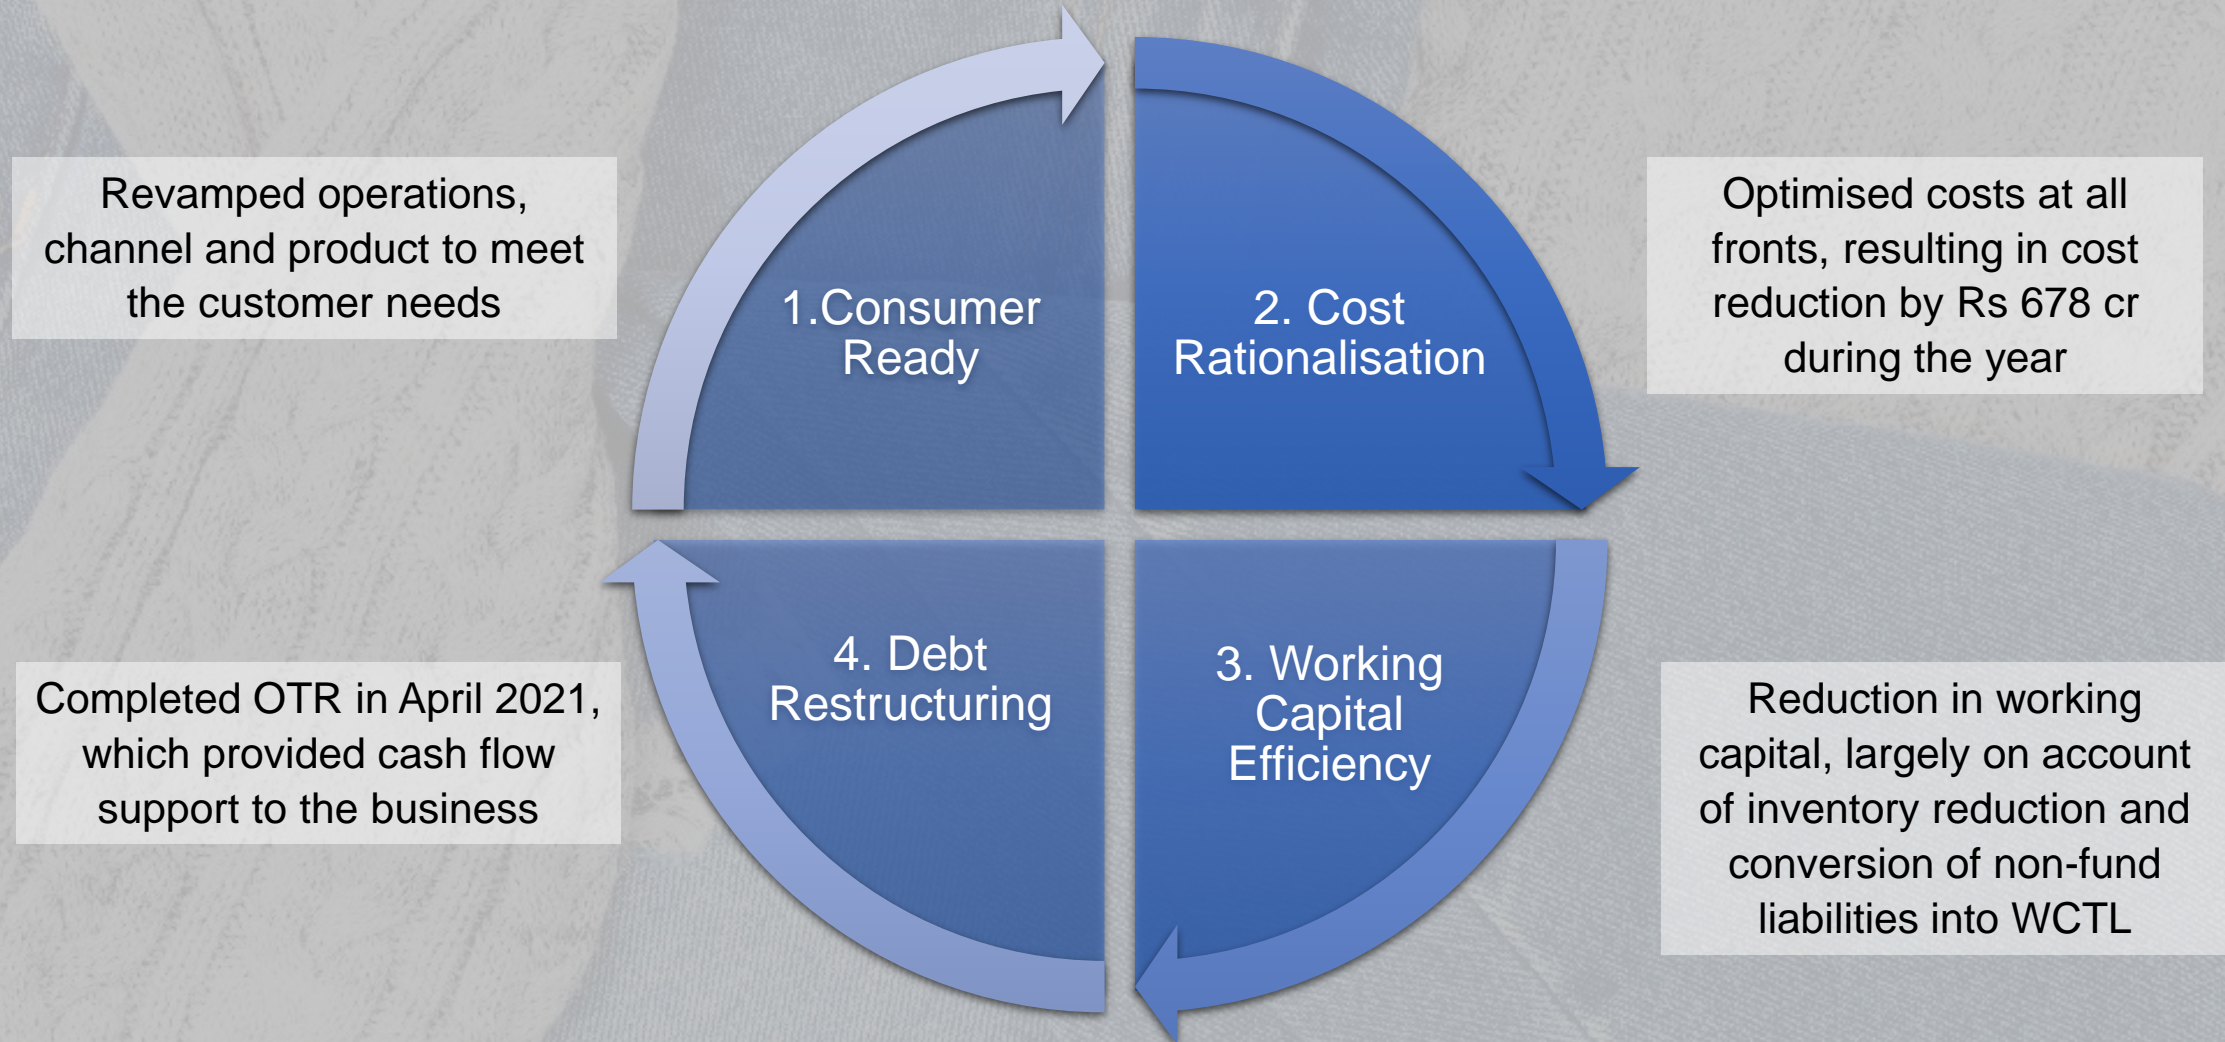 Revamped operations,
channel and product to meet
the customer needs
1.Consumer
Ready
2. Cost
Rationalisation
Optimised costs at all
fronts, resulting in cost
reduction by Rs 678 cr
during the year
Completed OTR in April 2021,
which provided cash flow
support to the business
4. Debt
Restructuring
3. Working
Capital
Efficiency
Reduction in working
capital, largely on account
of inventory reduction and
conversion of non-fund
liabilities into WCTL